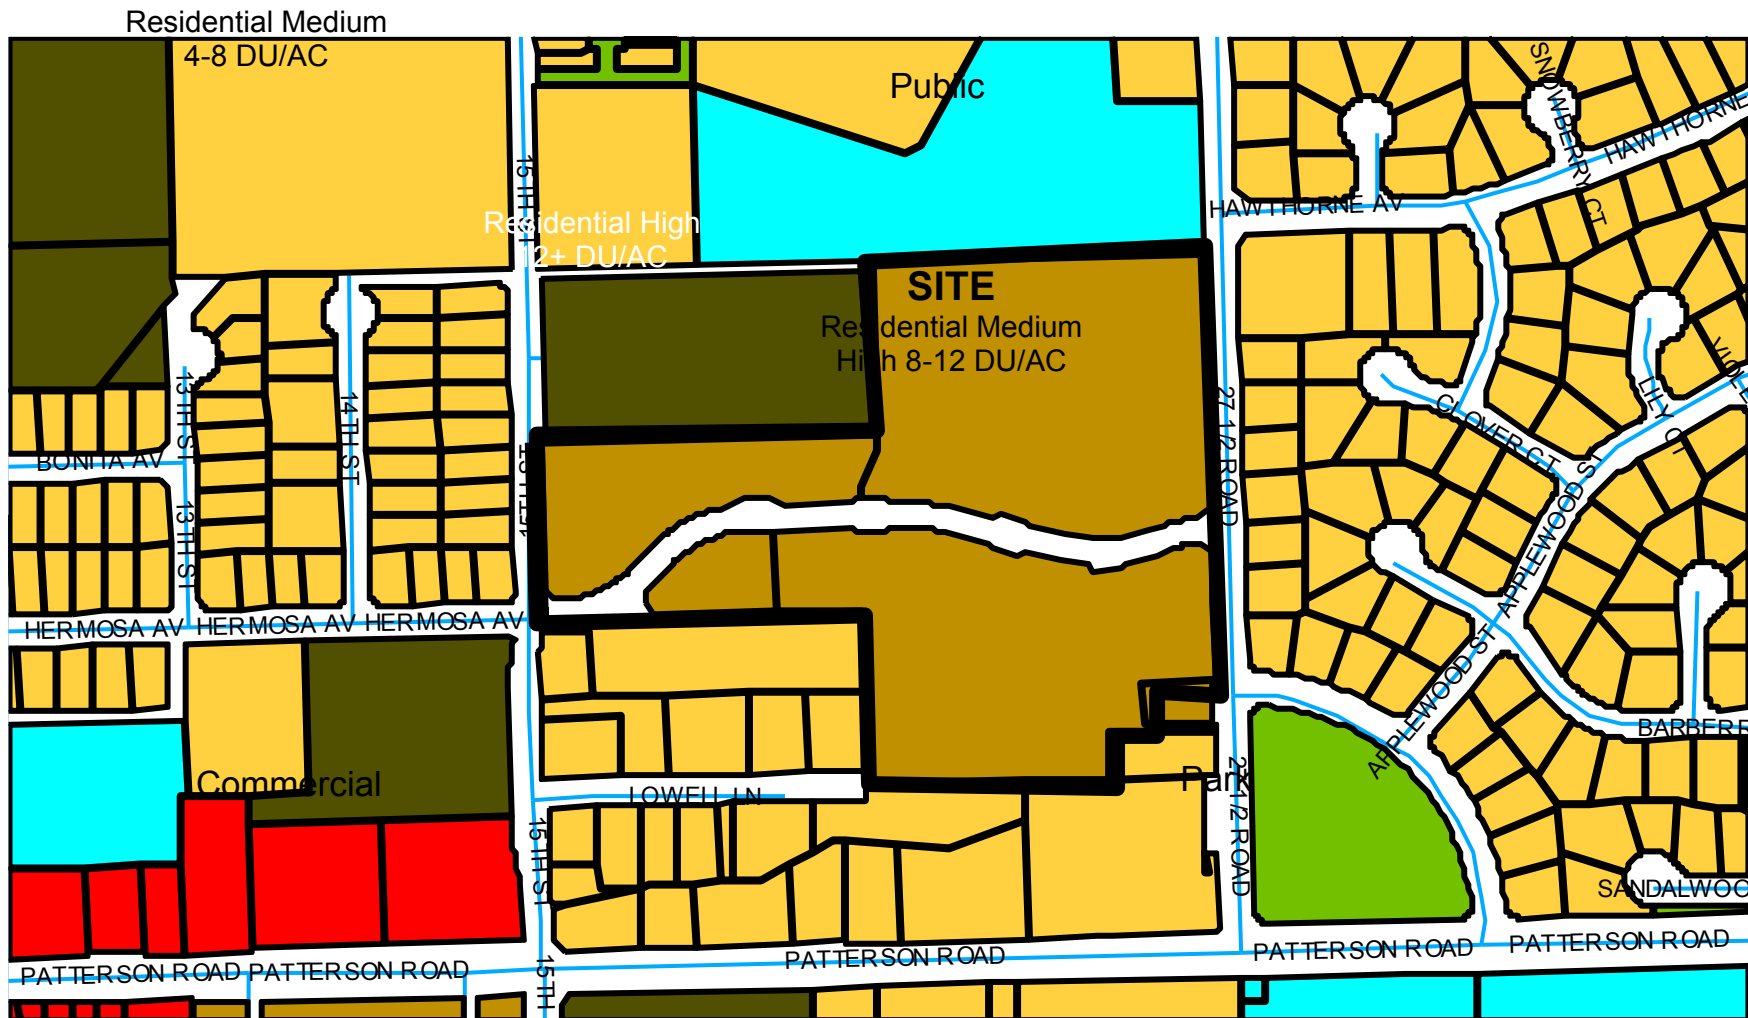 Residential Medium
4-8 DU/AC
Public
SNOWBERRY CT
HAWTHORNE
15TH ST
HAWTHORNE AV
Residential High
12+ DU/AC
SITE
Residential Medium
High 8-12 DU/AC
13TH ST
14TH ST
27 1/2 ROAD
CLOVER CT
LILY CT
BONITA AV
15TH ST
13TH ST
APPLEWOOD ST
APPLEWOOD ST
HERMOSA AV
HERMOSA AV
HERMOSA AV
BARBERR
Commercial
LOWELL LN
Park
27 1/2 ROAD
15TH ST
SANDALWOO
PATTERSON ROAD
PATTERSON ROAD
PATTERSON ROAD
PATTERSON ROAD
PATTERSON ROAD
15TH